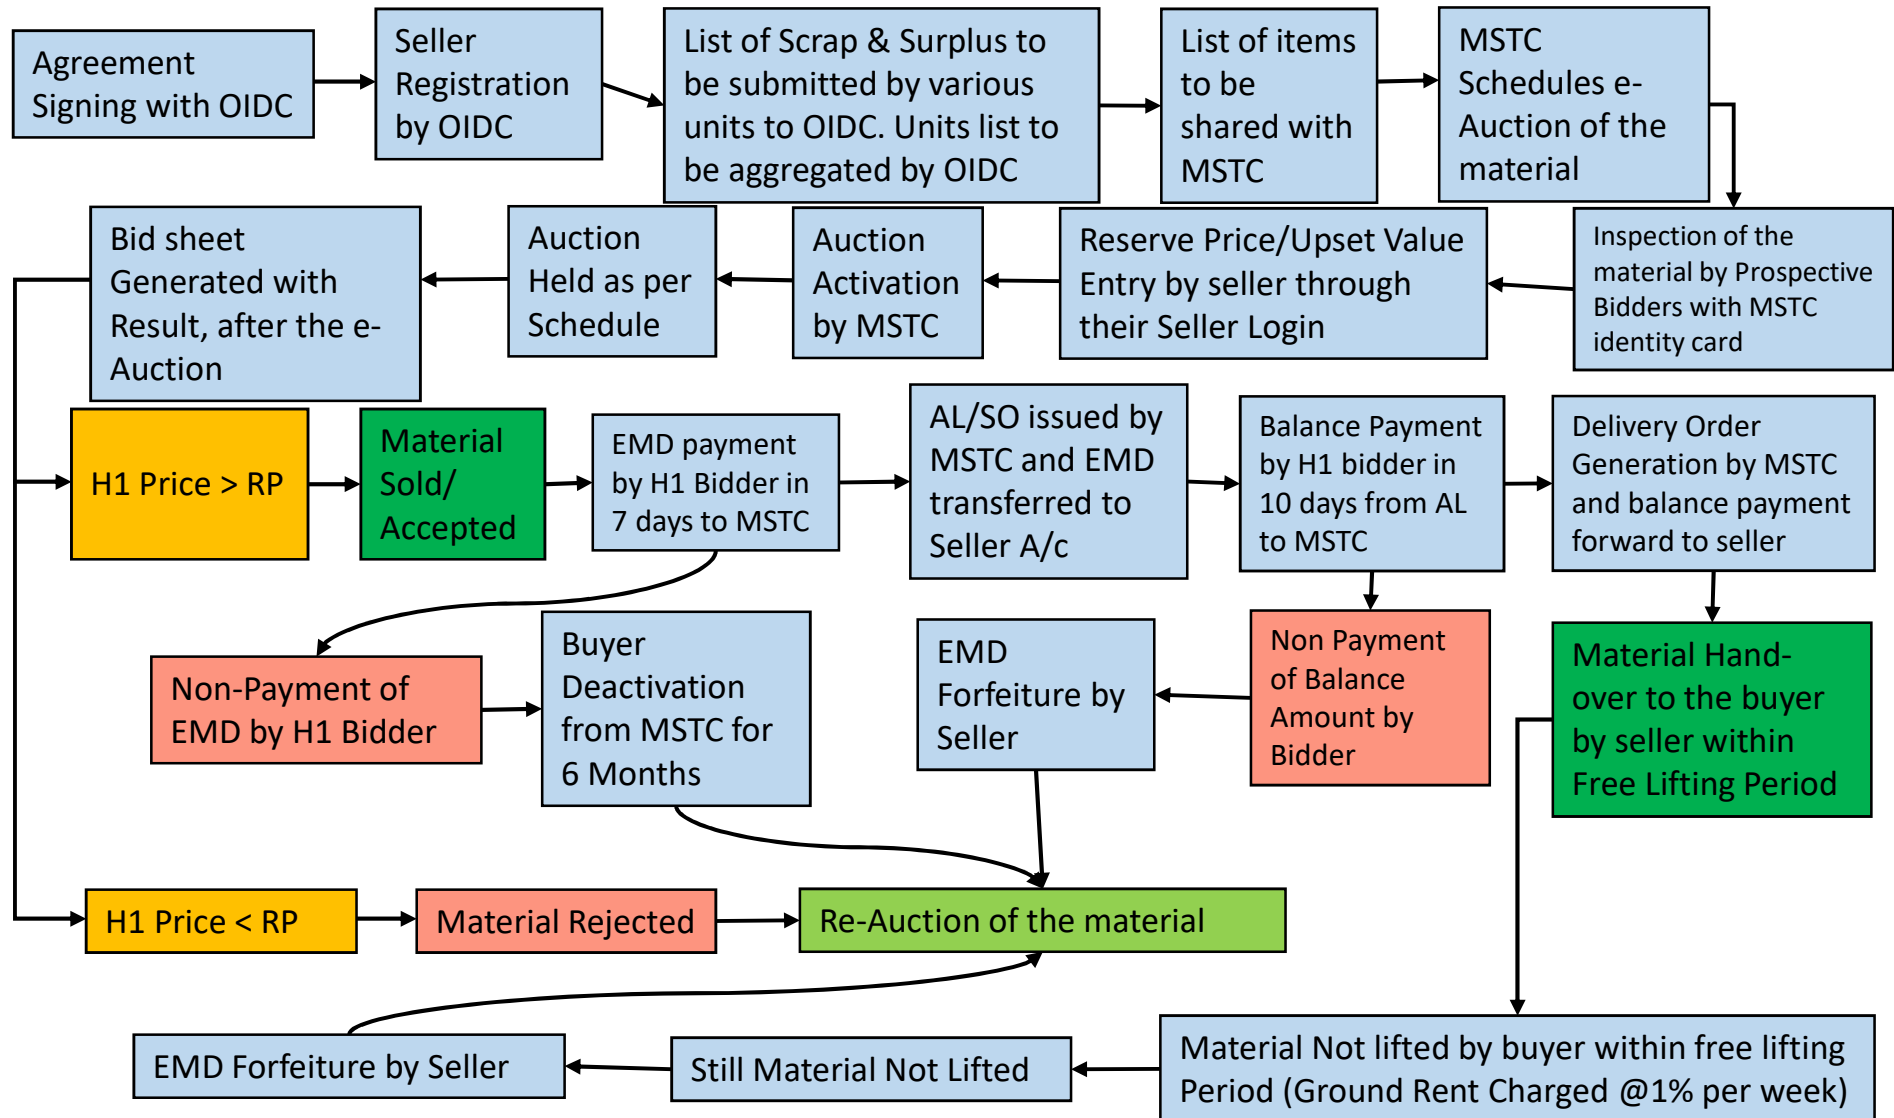 Agreement
Signing with OIDC
Seller
Registration
by OIDC
List of Scrap & Surplus to
be submitted by various
units to OIDC. Units list to
be aggregated by OIDC
List of items
to be
shared with
MSTC
MSTC
Schedules e-
Auction of the
material
Inspection of the
material by Prospective
Bidders with MSTC
identity card
Reserve Price/Upset Value
Entry by seller through
their Seller Login
Auction
Activation
by MSTC
Auction
Held as per
Schedule
Bid sheet
Generated with
Result, after the e-
Auction
H1 Price > RP
Material
Sold/
Accepted
EMD payment
by H1 Bidder in
7 days to MSTC
AL/SO issued by
MSTC and EMD
transferred to
Seller A/c
Balance Payment
by H1 bidder in
10 days from AL
to MSTC
Delivery Order
Generation by MSTC
and balance payment
forward to seller
Non-Payment of
EMD by H1 Bidder
Buyer
Deactivation
from MSTC for
6 Months
EMD
Forfeiture by
Seller
Non Payment
of Balance
Amount by
Bidder
Material Hand-
over to the buyer
by seller within
Free Lifting Period
H1 Price < RP
Material Rejected
Re-Auction of the material
EMD Forfeiture by Seller
Still Material Not Lifted
Material Not lifted by buyer within free lifting
Period (Ground Rent Charged @1% per week)